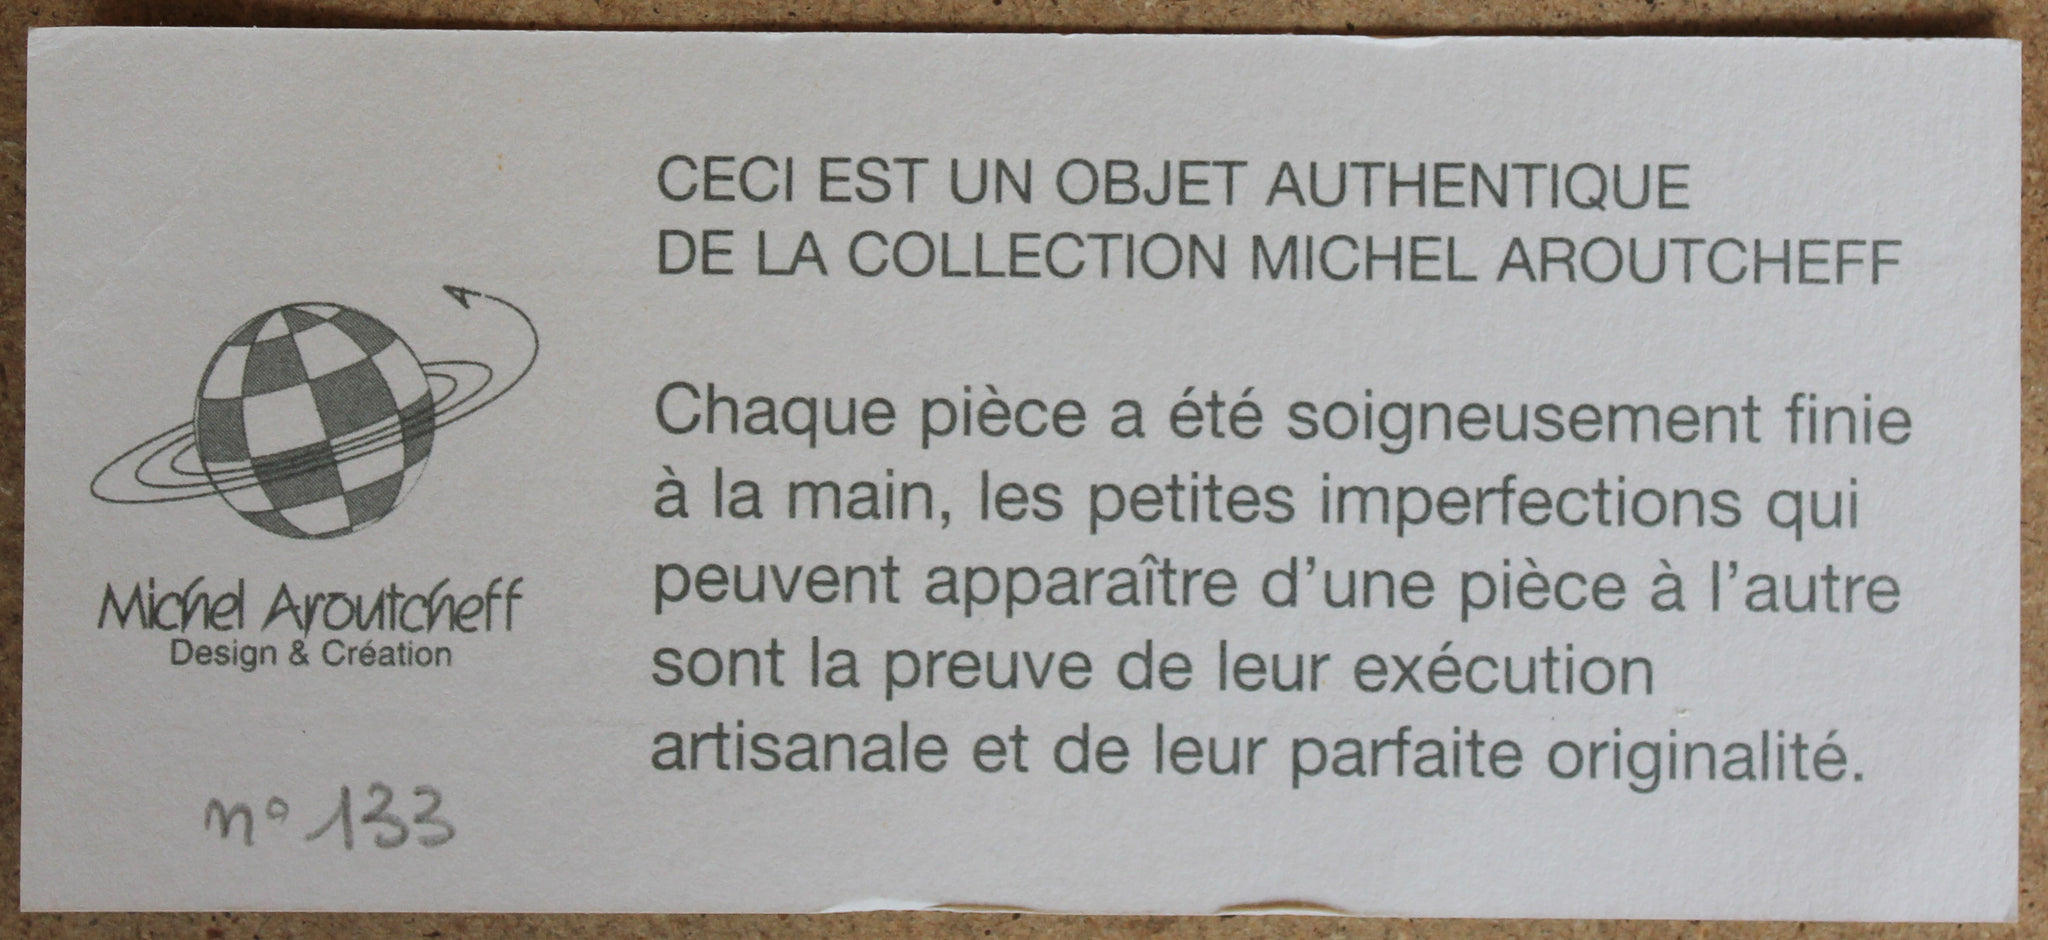 CECI EST UN OBJET AUTHENTIQUE
DE LA COLLECTION MICHEL AROUTCHEFF
Chaque pièce a été soigneusement finie
à la main, les petites imperfections qui
peuvent apparaître d’une pièce à l’autre
sont la preuve de leur exécution
artisanale et de leur parfaite originalité.
Michel Aroutcheff
Design & Création
n° 133